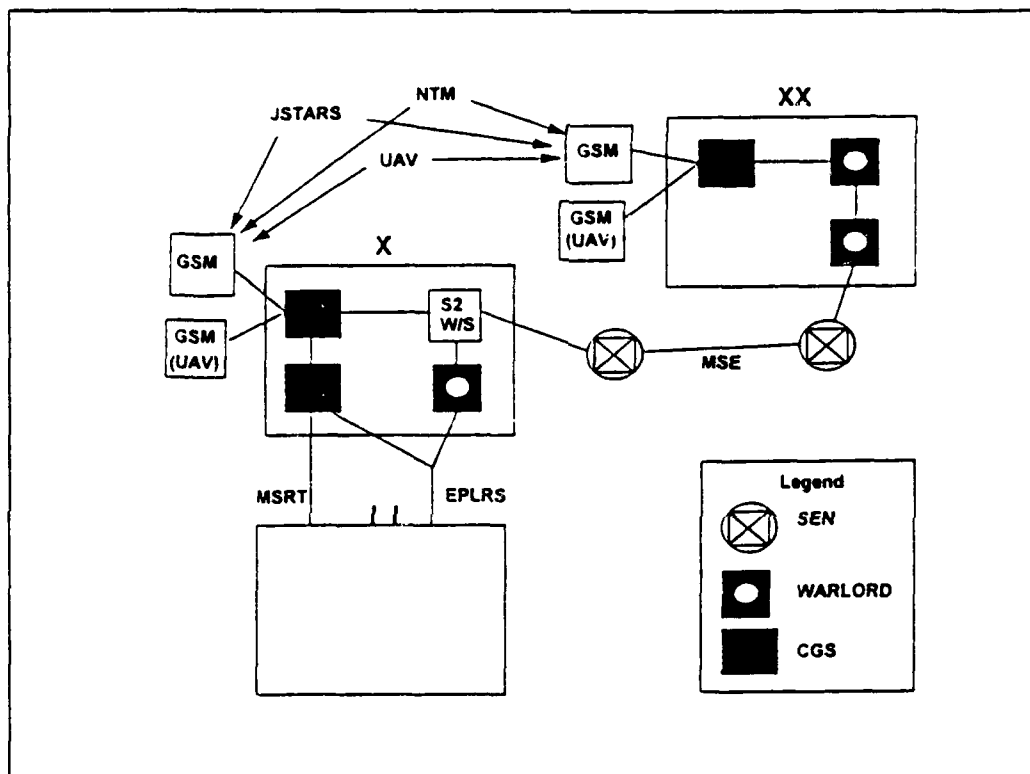 NTM
XX
JSTARS
GSM
UAV
GSM
(UAV)
GSM
X
GSM
(UAV)
S2
W/S
MSE
MSRT
EPLRS
Legend
SEN
WARLORD
CGS